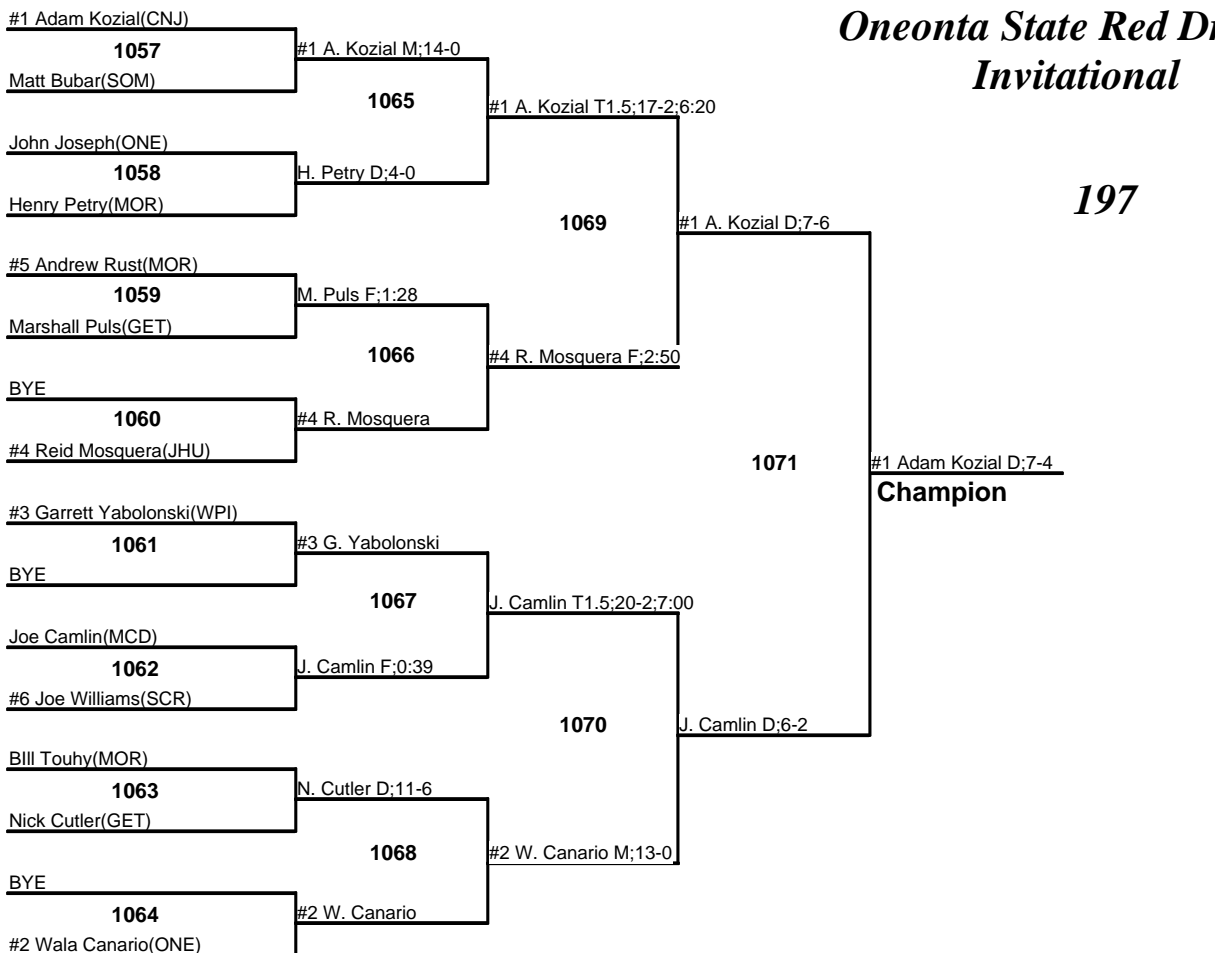 Oneonta State Red
Invitational
197
#1 Adam Kozial(CNJ)
1057
Matt Bubar(SOM)
John Joseph(ONE)
1058
Henry Petry(MOR)
#5 Andrew Rust(MOR)
1059
Marshall Puls(GET)
BYE
1060
#4 Reid Mosquera(JHU)
#3 Garrett Yabolonski(WPI)
1061
BYE
Joe Camlin(MCD)
1062
#6 Joe Williams(SCR)
BIll Touhy(MOR)
1063
Nick Cutler(GET)
BYE
1064
#2 Wala Canario(ONE)
#1 A. Kozial M;14-0
1065
H. Petry D;4-0
M. Puls F;1:28
1066
#4 R. Mosquera
#3 G. Yabolonski
1067
J. Camlin F;0:39
N. Cutler D;11-6
1068
#2 W. Canario
#1 A. Kozial T1.5;17-2;6:20
1069
#4 R. Mosquera F;2:50
J. Camlin T1.5;20-2;7:00
1070
#2 W. Canario M;13-0
#1 A. Kozial D;7-6
1071
J. Camlin D;6-2
#1 Adam Kozial D;7-4
Champion